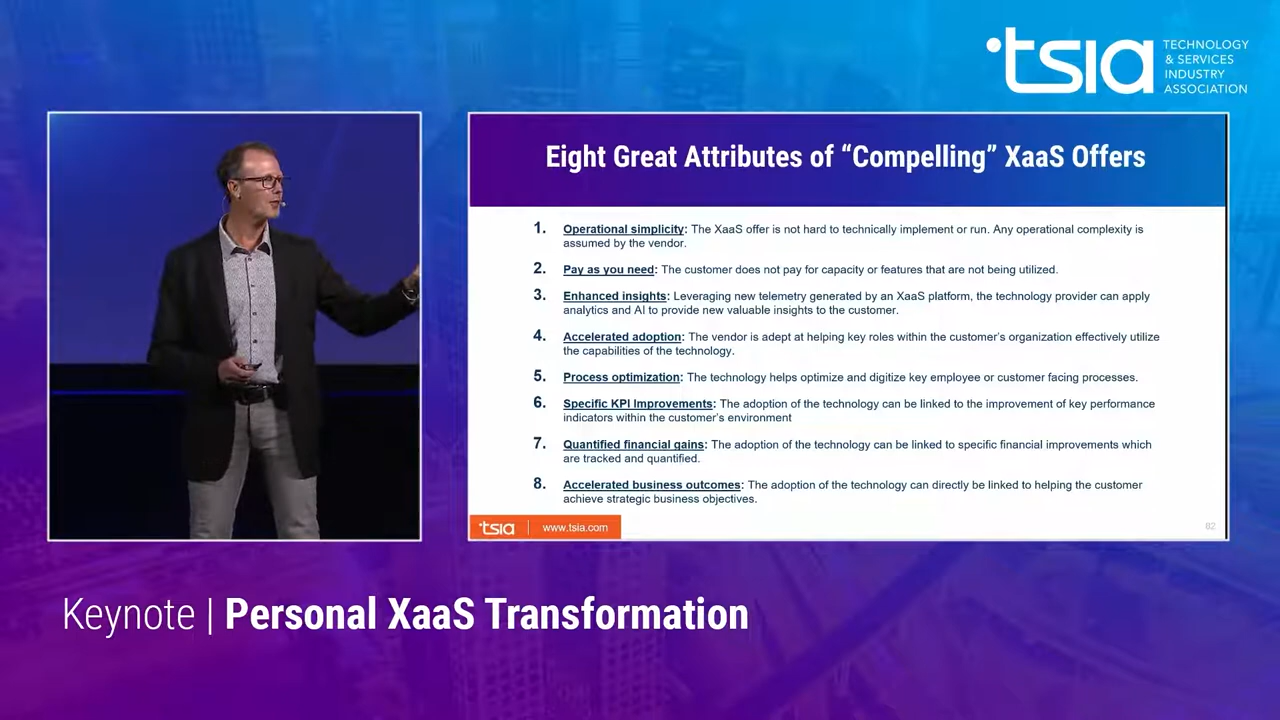 tsia
TECHNOLOGY
& SERVICES
INDUSTRY
ASSOCIATION
Eight Great Attributes of “Compelling” XaaS Offers
1. Operational simplicity: The XaaS offer is not hard to technically implement or run. Any operational complexity is
assumed by the vendor.
2. Pay as you need: The customer does not pay for capacity or features that are not being utilized.
3. Enhanced insights: Leveraging new telemetry generated by an XaaS platform, the technology provider can apply
analytics and AI to provide new valuable insights to the customer.
4. Accelerated adoption: The vendor is adept at helping key roles within the customer’s organization effectively utilize
the capabilities of the technology.
5. Process optimization: The technology helps optimize and digitize key employee or customer facing processes.
6. Specific KPI Improvements: The adoption of the technology can be linked to the improvement of key performance
indicators within the customer’s environment
7. Quantified financial gains: The adoption of the technology can be linked to specific financial improvements which
are tracked and quantified.
8. Accelerated business outcomes: The adoption of the technology can directly be linked to helping the customer
achieve strategic business objectives.
tsia | www.tsia.com
62
Keynote | Personal XaaS Transformation